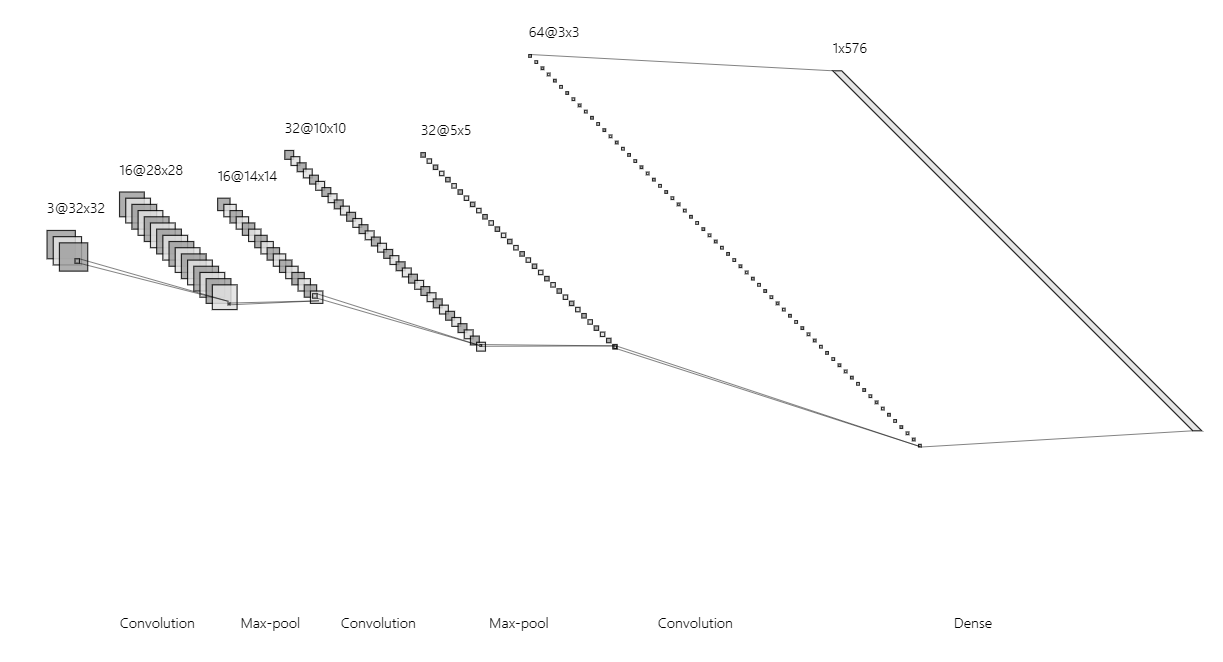 64@3x3
1x576
32@10x10
32@5x5
16@28x28
16@14x14
3@32x32
Convolution
Max-pool
Convolution
Max-pool
Convolution
Dense